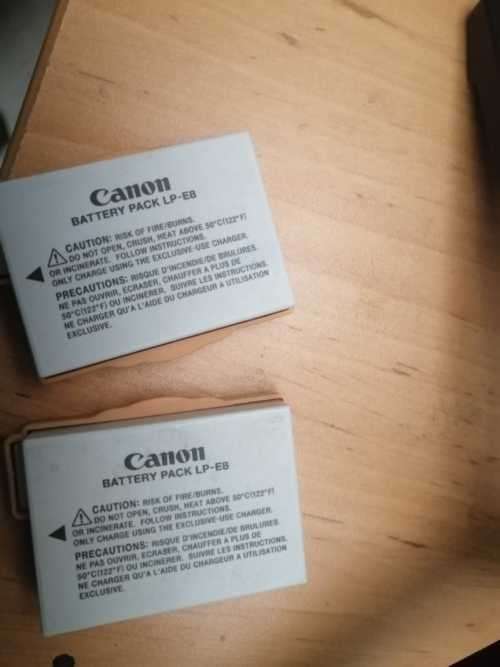 Canon
BATTERY PACK LP-E8
CAUTION: RISK OF FIRE/BURNS.
DO NOT OPEN, CRUSH, HEAT ABOVE 50°C(122°F)
OR INCINERATE. FOLLOW INSTRUCTIONS.
ONLY CHARGE USING THE EXCLUSIVE-USE CHARGER.
PRECAUTIONS: RISQUE D'INCENDIE/DE BRULURES.
NE PAS OUVRIR, ECRASER, CHAUFFER A PLUS DE
50°C(122°F) OU INCINERER. SUIVRE LES INSTRUCTIONS.
NE CHARGER QU'A L'AIDE DU CHARGEUR A UTILISATION
EXCLUSIVE.
Canon
BATTERY PACK LP-E8
CAUTION: RISK OF FIRE/BURNS.
DO NOT OPEN, CRUSH, HEAT ABOVE 50°C(122°F)
OR INCINERATE. FOLLOW INSTRUCTIONS.
ONLY CHARGE USING THE EXCLUSIVE-USE CHARGER.
PRECAUTIONS: RISQUE D'INCENDIE/DE BRULURES.
NE PAS OUVRIR, ECRASER, CHAUFFER A PLUS DE
50°C(122°F) OU INCINERER. SUIVRE LES INSTRUCTIONS.
NE CHARGER QU'A L'AIDE DU CHARGEUR A UTILISATION
EXCLUSIVE.